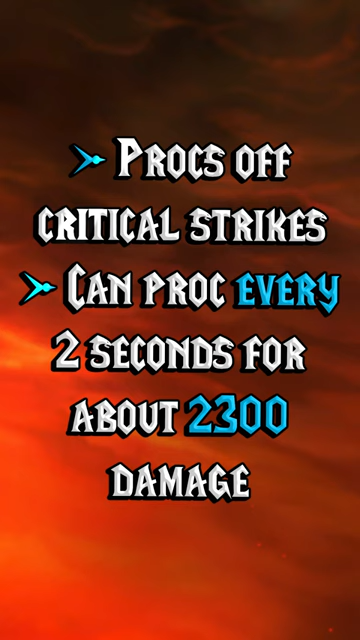 ➢ Procs off
critical strikes
➢ Can proc every
2 seconds for
about 2300
damage